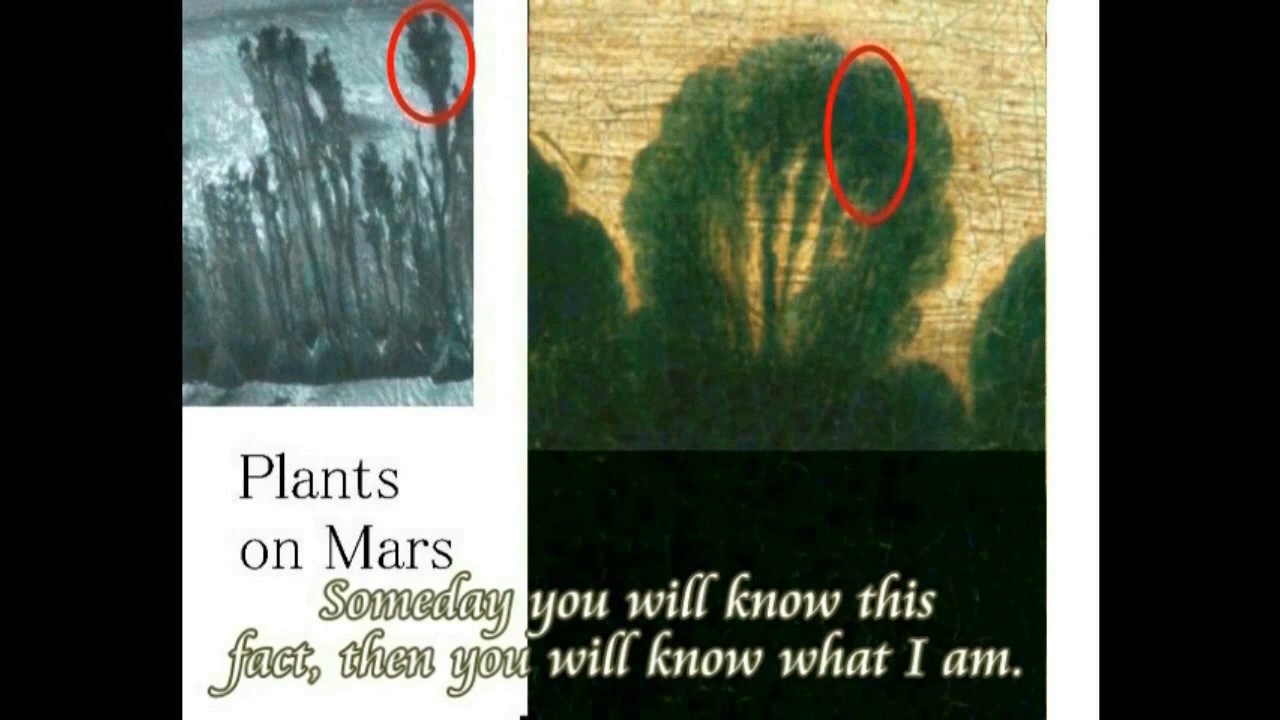 Plants
on Mars
Someday you will know this
fact, then you will know what I am.